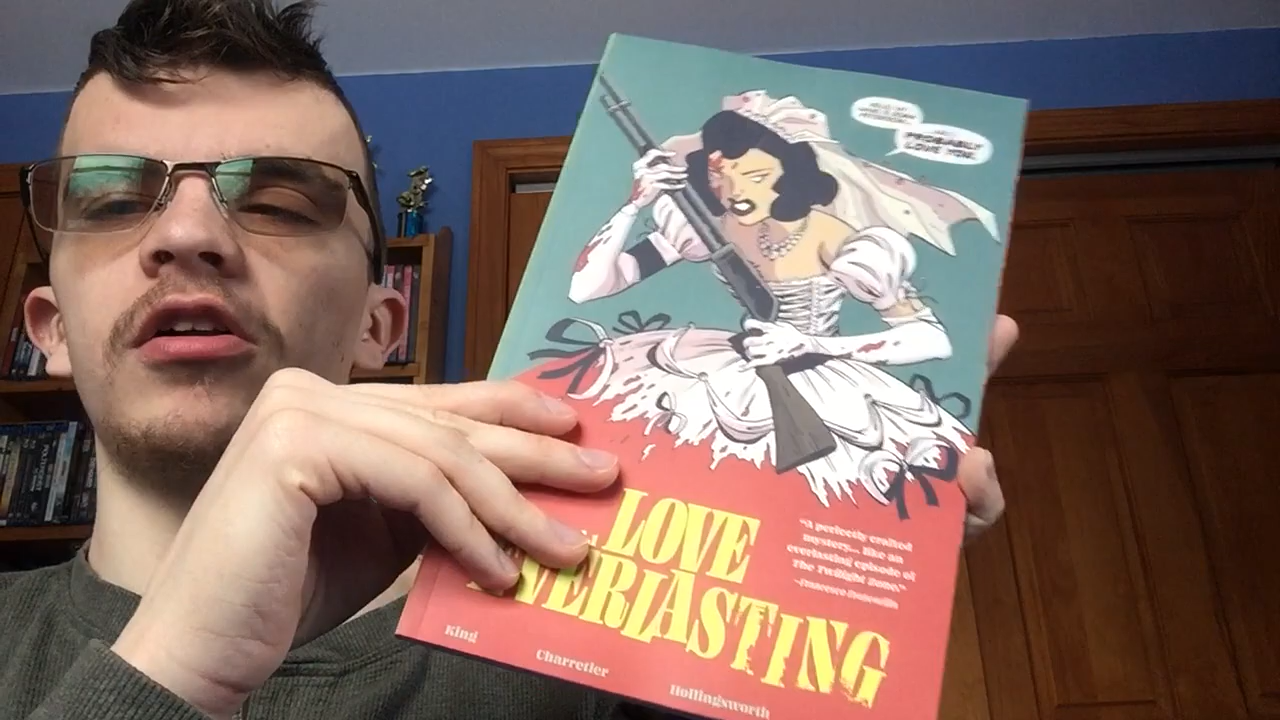 PROBABLY
LOVE YOU.
LOVE
EVERLASTING
"A perfectly crafted
mystery... like an
everlasting episode of
The Twilight Zone."
King
Charretier
Hollingsworth